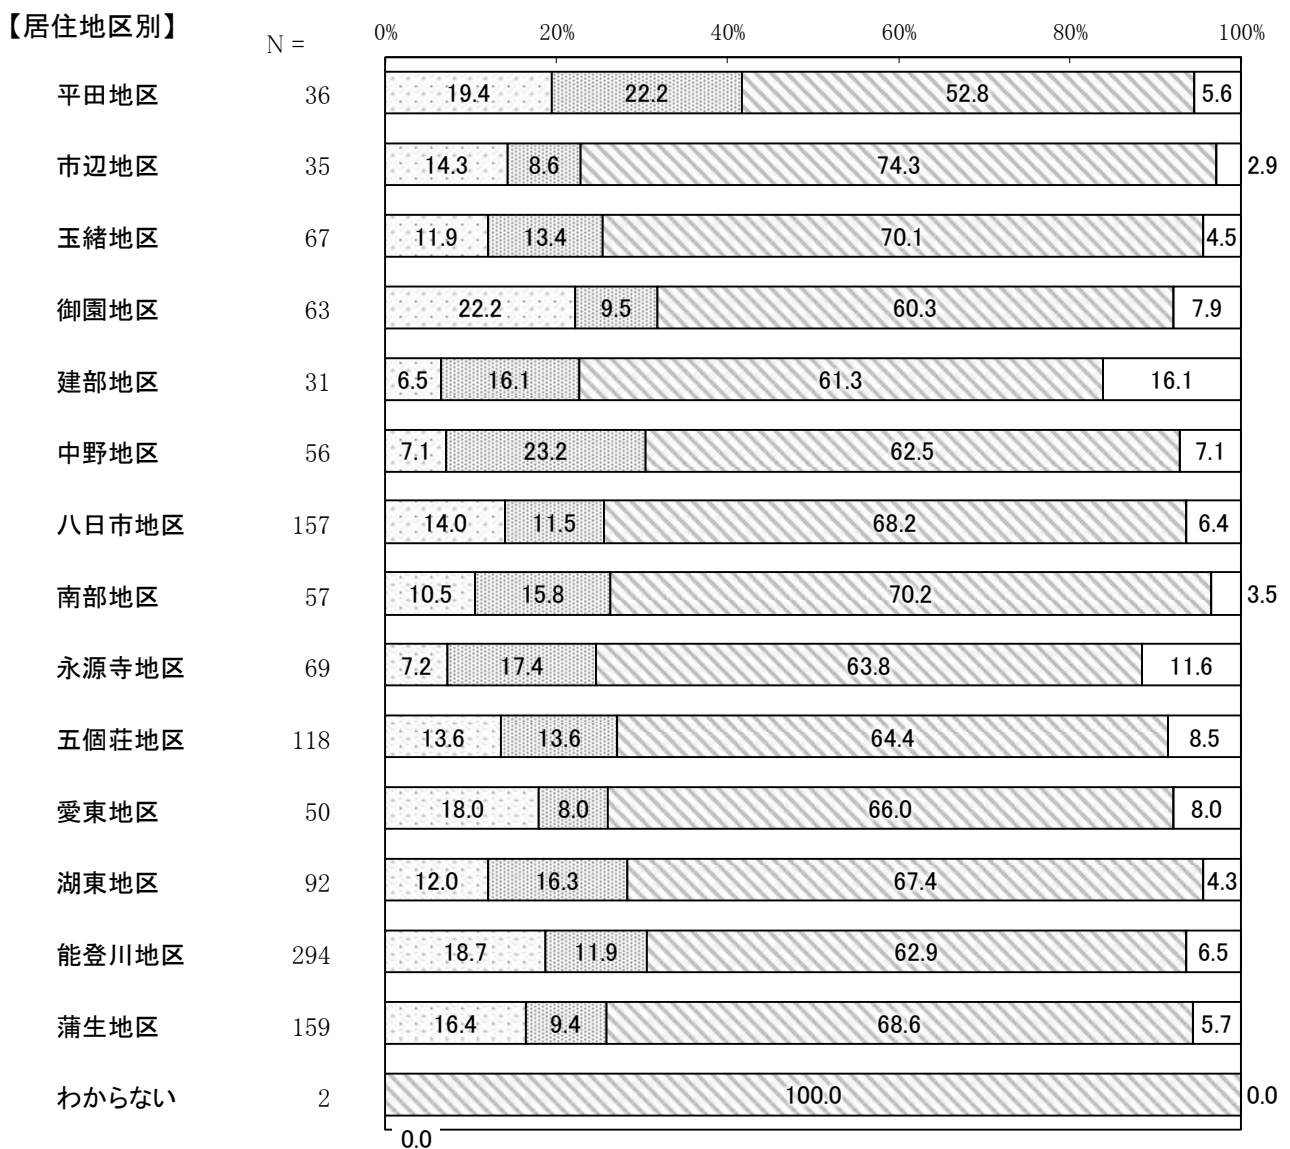 【居住地区別】
N =
0% 20% 40% 60% 80% 100%
平田地区 36 19.4 22.2 52.8 5.6
市辺地区 35 14.3 8.6 74.3 2.9
玉緒地区 67 11.9 13.4 70.1 4.5
御園地区 63 22.2 9.5 60.3 7.9
建部地区 31 6.5 16.1 61.3 16.1
中野地区 56 7.1 23.2 62.5 7.1
八日市地区 157 14.0 11.5 68.2 6.4
南部地区 57 10.5 15.8 70.2 3.5
永源寺地区 69 7.2 17.4 63.8 11.6
五個荘地区 118 13.6 13.6 64.4 8.5
愛東地区 50 18.0 8.0 66.0 8.0
湖東地区 92 12.0 16.3 67.4 4.3
能登川地区 294 18.7 11.9 62.9 6.5
蒲生地区 159 16.4 9.4 68.6 5.7
わからない 2 100.0 0.0
0.0